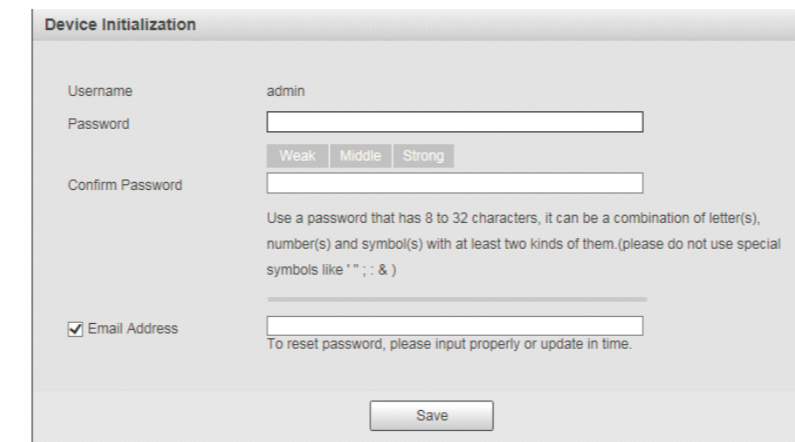 Device Initialization
Username admin
Password
Weak Middle Strong
Confirm Password
Use a password that has 8 to 32 characters, it can be a combination of letter(s),
number(s) and symbol(s) with at least two kinds of them.(please do not use special
symbols like ' " ; : & )
Email Address
To reset password, please input properly or update in time.
Save